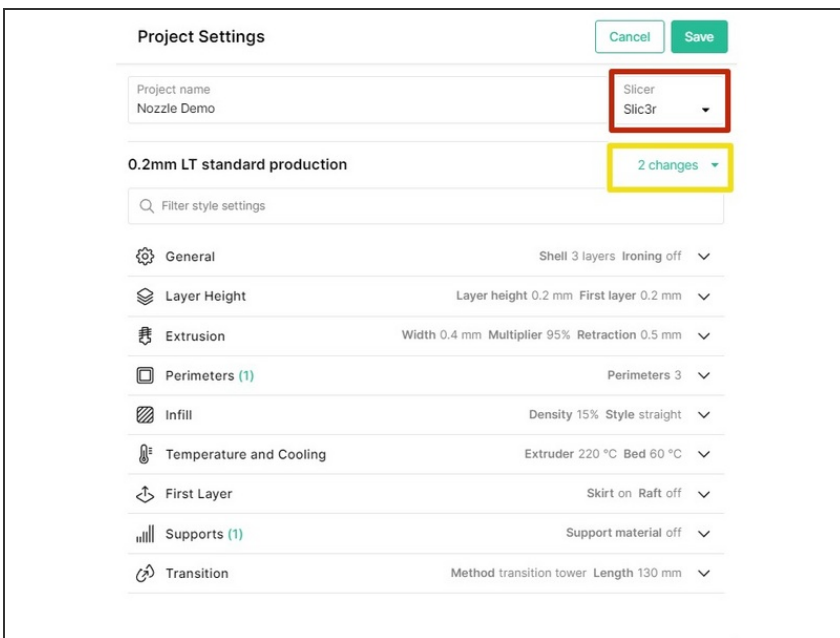 Project Settings
Cancel
Save
Project name
Nozzle Demo
Slicer
Slic3r
0.2mm LT standard production
2 changes
Filter style settings
General
Shell 3 layers Ironing off
Layer Height
Layer height 0.2 mm First layer 0.2 mm
Extrusion
Width 0.4 mm Multiplier 95% Retraction 0.5 mm
Perimeters (1)
Perimeters 3
Infill
Density 15% Style straight
Temperature and Cooling
Extruder 220 °C Bed 60 °C
First Layer
Skirt on Raft off
Supports (1)
Support material off
Transition
Method transition tower Length 130 mm